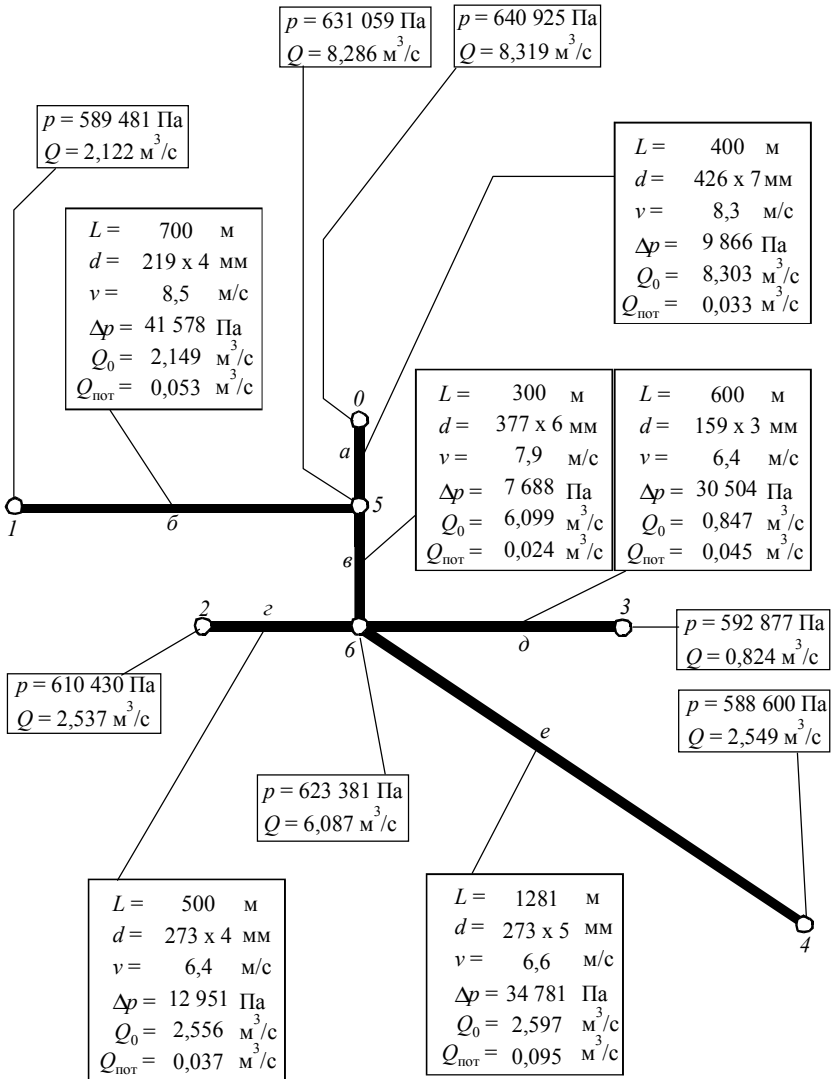 p = 631 059 Па
Q = 8,286 м³/с
p = 640 925 Па
Q = 8,319 м³/с
p = 589 481 Па
Q = 2,122 м³/с
L = 400 м
d = 426 x 7 мм
v = 8,3 м/с
Δp = 9 866 Па
Q₀ = 8,303 м³/с
Qпот = 0,033 м³/с
L = 700 м
d = 219 x 4 мм
v = 8,5 м/с
Δp = 41 578 Па
Q₀ = 2,149 м³/с
Qпот = 0,053 м³/с
L = 300 м
d = 377 x 6 мм
v = 7,9 м/с
Δp = 7 688 Па
Q₀ = 6,099 м³/с
Qпот = 0,024 м³/с
L = 600 м
d = 159 x 3 мм
v = 6,4 м/с
Δp = 30 504 Па
Q₀ = 0,847 м³/с
Qпот = 0,045 м³/с
0
а
1
б
5
в
2
г
6
д
3
p = 592 877 Па
Q = 0,824 м³/с
p = 610 430 Па
Q = 2,537 м³/с
p = 588 600 Па
Q = 2,549 м³/с
е
p = 623 381 Па
Q = 6,087 м³/с
4
L = 500 м
d = 273 x 4 мм
v = 6,4 м/с
Δp = 12 951 Па
Q₀ = 2,556 м³/с
Qпот = 0,037 м³/с
L = 1281 м
d = 273 x 5 мм
v = 6,6 м/с
Δp = 34 781 Па
Q₀ = 2,597 м³/с
Qпот = 0,095 м³/с